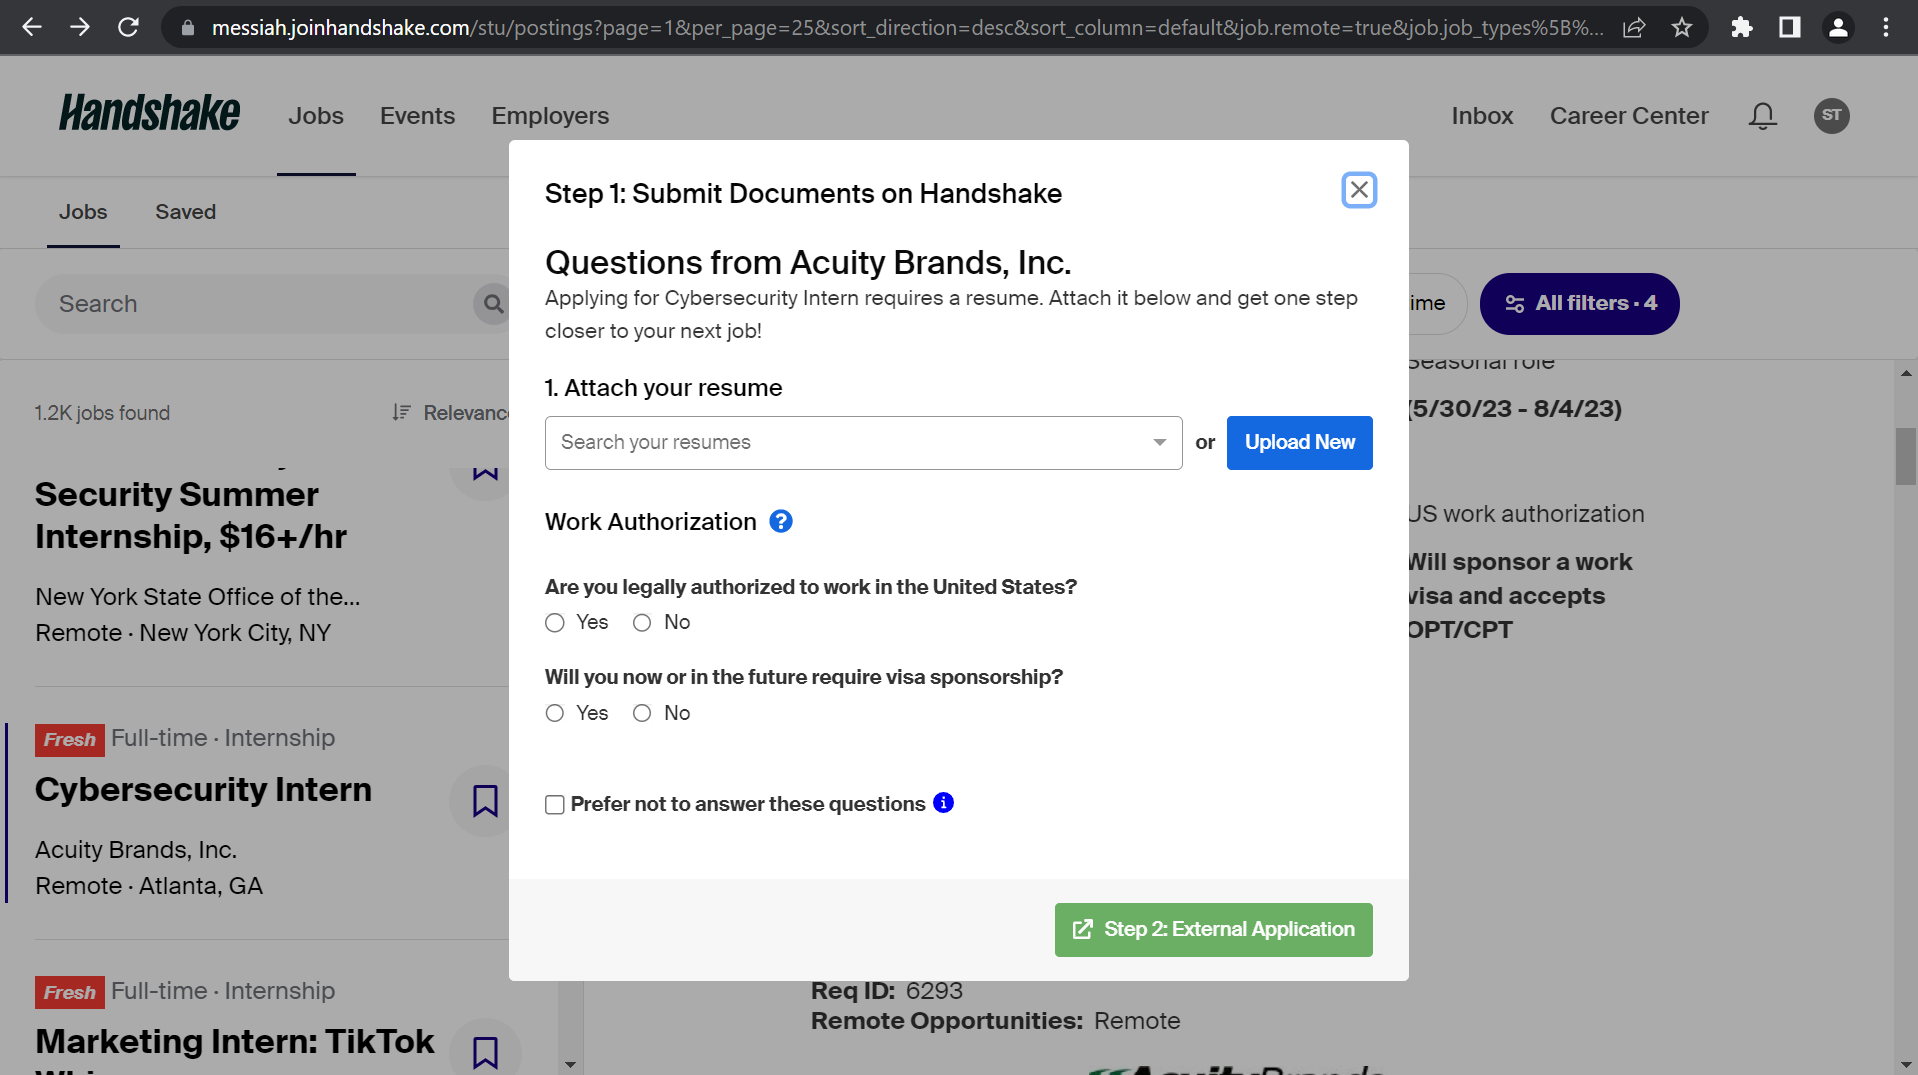 messiah.joinhandshake.com/stu/postings?page=1&per_page=25&sort_direction=desc&sort_column=default&job.remote=true&job.job_types%5B%...
Handshake
Jobs
Events
Employers
Inbox
Career Center
ST
Jobs
Saved
Search
ime
All filters · 4
1.2K jobs found
Relevanc
Security Summer
Internship, $16+/hr
New York State Office of the...
Remote · New York City, NY
Fresh Full-time · Internship
Cybersecurity Intern
Acuity Brands, Inc.
Remote · Atlanta, GA
Fresh Full-time · Internship
Marketing Intern: TikTok
Step 1: Submit Documents on Handshake
Questions from Acuity Brands, Inc.
Applying for Cybersecurity Intern requires a resume. Attach it below and get one step
closer to your next job!
1. Attach your resume
Search your resumes
or
Upload New
Work Authorization ?
Are you legally authorized to work in the United States?
Yes No
Will you now or in the future require visa sponsorship?
Yes No
Prefer not to answer these questions i
Step 2: External Application
Seasonal role
(5/30/23 - 8/4/23)
US work authorization
Will sponsor a work
visa and accepts
OPT/CPT
Req ID: 6293
Remote Opportunities: Remote
AcuityBrands